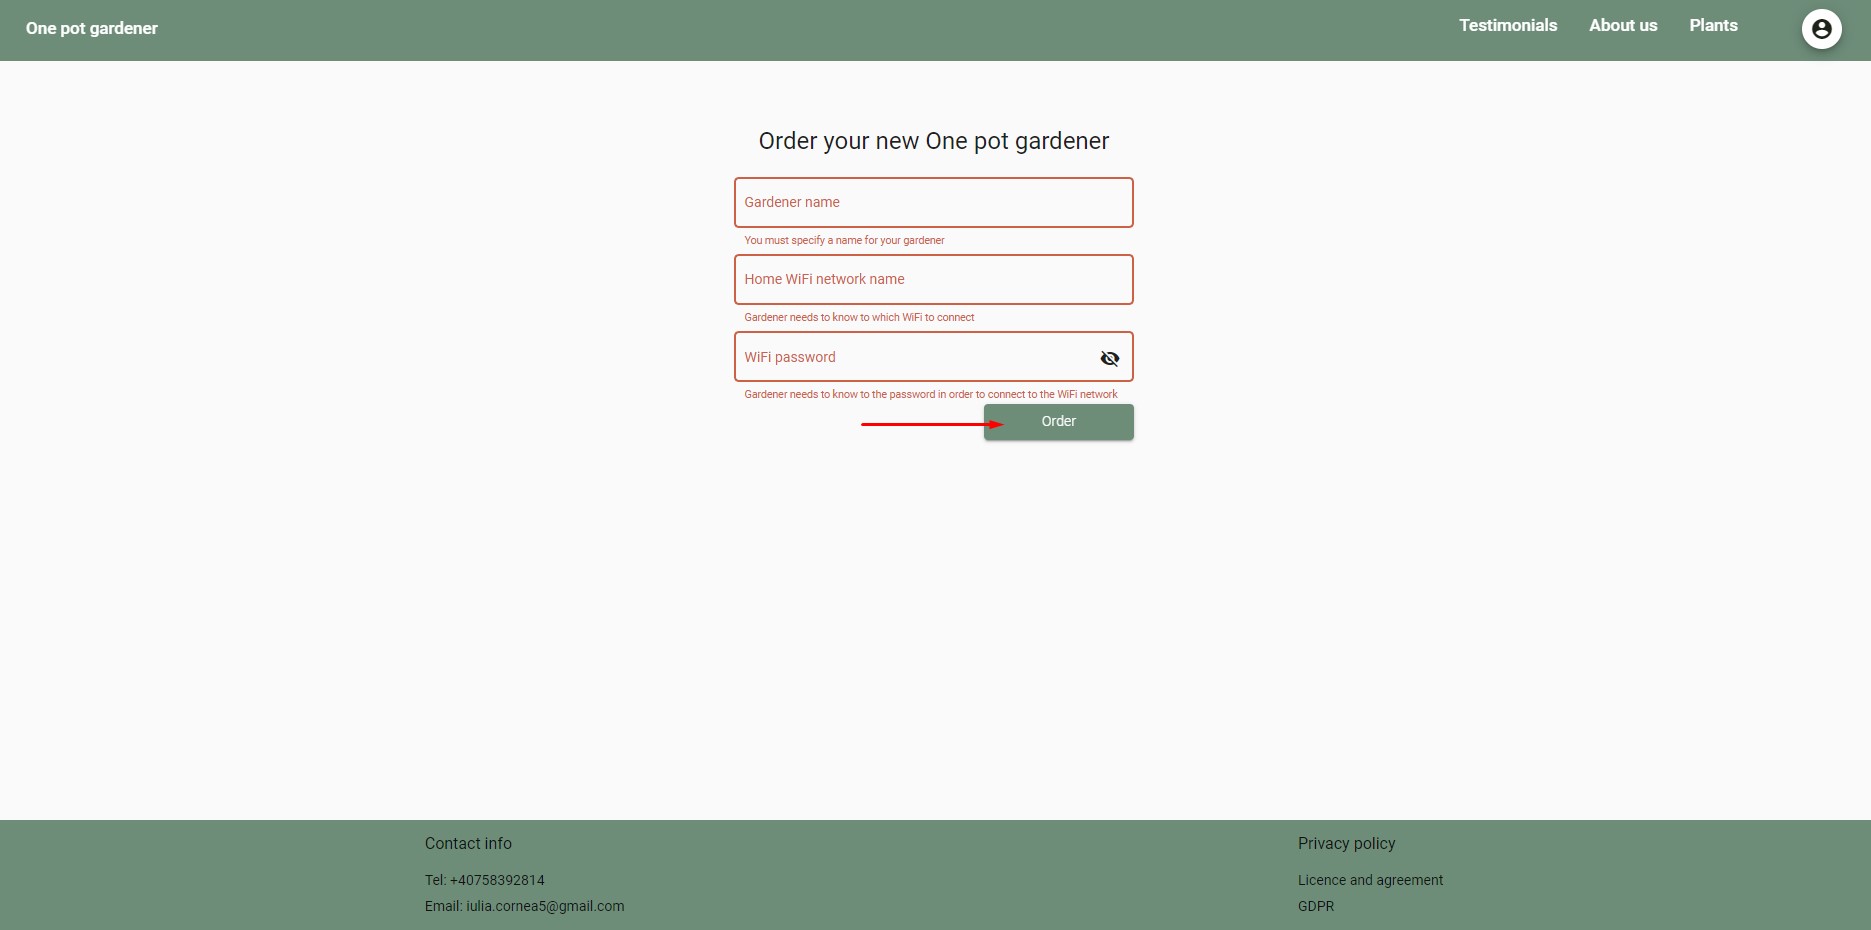 One pot gardener
Testimonials
About us
Plants
Order your new One pot gardener
Gardener name
You must specify a name for your gardener
Home WiFi network name
Gardener needs to know to which WiFi to connect
WiFi password
Gardener needs to know to the password in order to connect to the WiFi network
Order
Contact info
Tel: +40758392814
Email: iulia.cornea5@gmail.com
Privacy policy
Licence and agreement
GDPR